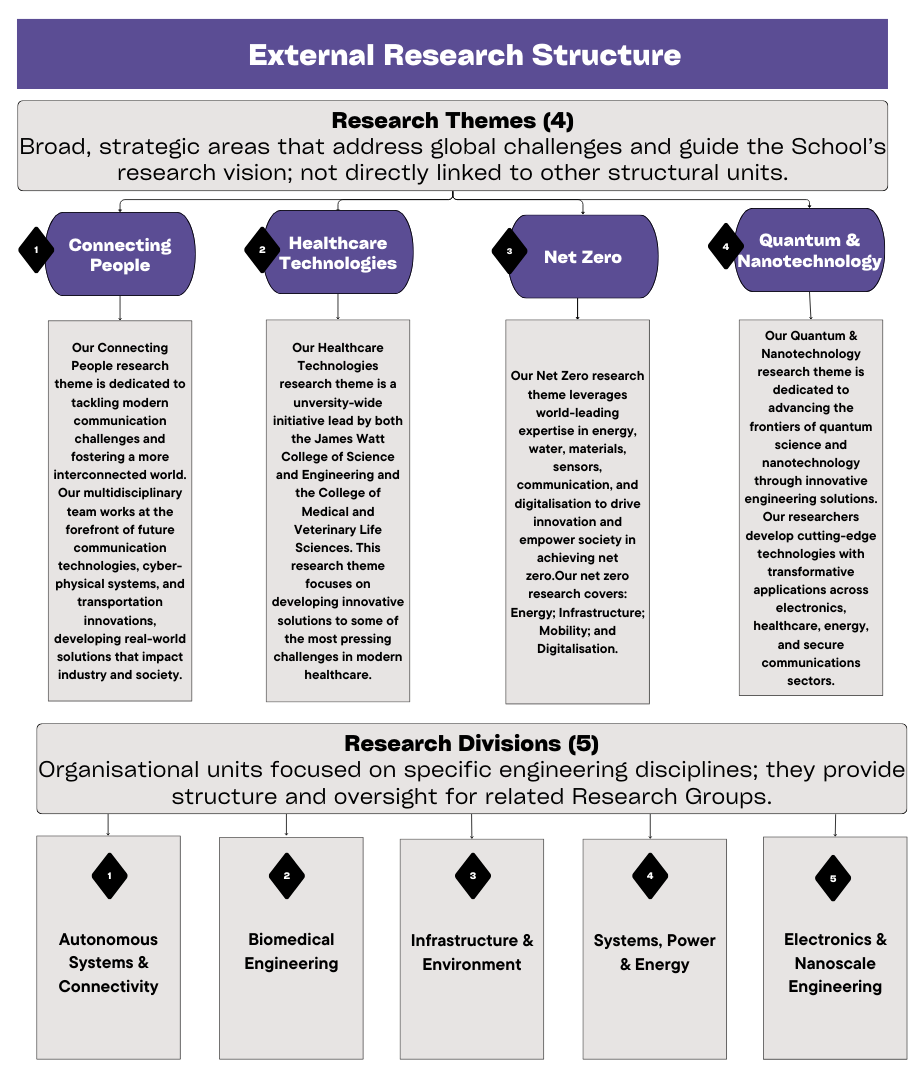 External Research Structure
Research Themes (4)
Broad, strategic areas that address global challenges and guide the School's
research vision; not directly linked to other structural units.
1
Connecting
People
2
Healthcare
Technologies
3
Net Zero
4
Quantum &
Nanotechnology
Our Connecting
People research
theme is dedicated to
tackling modern
communication
challenges and
fostering a more
interconnected world.
Our multidisciplinary
team works at the
forefront of future
communication
technologies, cyber-
physical systems, and
transportation
innovations,
developing real-world
solutions that impact
industry and society.
Our Healthcare
Technologies
research theme is a
unversity-wide
initiative lead by both
the James Watt
College of Science
and Engineering and
the College of
Medical and
Veterinary Life
Sciences. This
research theme
focuses on
developing innovative
solutions to some of
the most pressing
challenges in modern
healthcare.
Our Net Zero research
theme leverages
world-leading
expertise in energy,
water, materials,
sensors,
communication, and
digitalisation to drive
innovation and
empower society in
achieving net
zero.Our net zero
research covers:
Energy; Infrastructure;
Mobility; and
Digitalisation.
Our Quantum &
Nanotechnology
research theme is
dedicated to
advancing the
frontiers of quantum
science and
nanotechnology
through innovative
engineering solutions.
Our researchers
develop cutting-edge
technologies with
transformative
applications across
electronics,
healthcare, energy,
and secure
communications
sectors.
Research Divisions (5)
Organisational units focused on specific engineering disciplines; they provide
structure and oversight for related Research Groups.
1
Autonomous
Systems &
Connectivity
2
Biomedical
Engineering
3
Infrastructure &
Environment
4
Systems, Power
& Energy
5
Electronics &
Nanoscale
Engineering